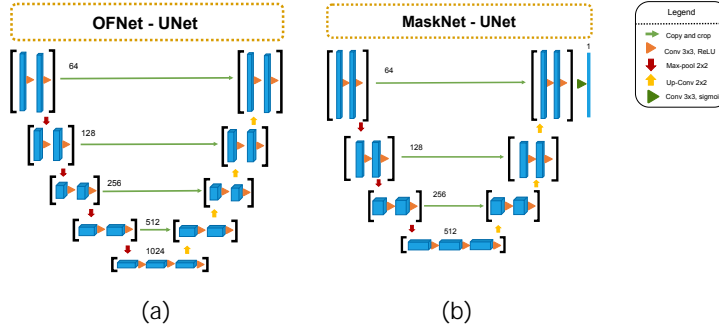 OFNet - UNet
64
128
256
512
1024
(a)
MaskNet - UNet
1
64
128
256
512
(b)
Legend
Copy and crop
Conv 3x3, ReLU
Max-pool 2x2
Up-Conv 2x2
Conv 3x3, sigmoi